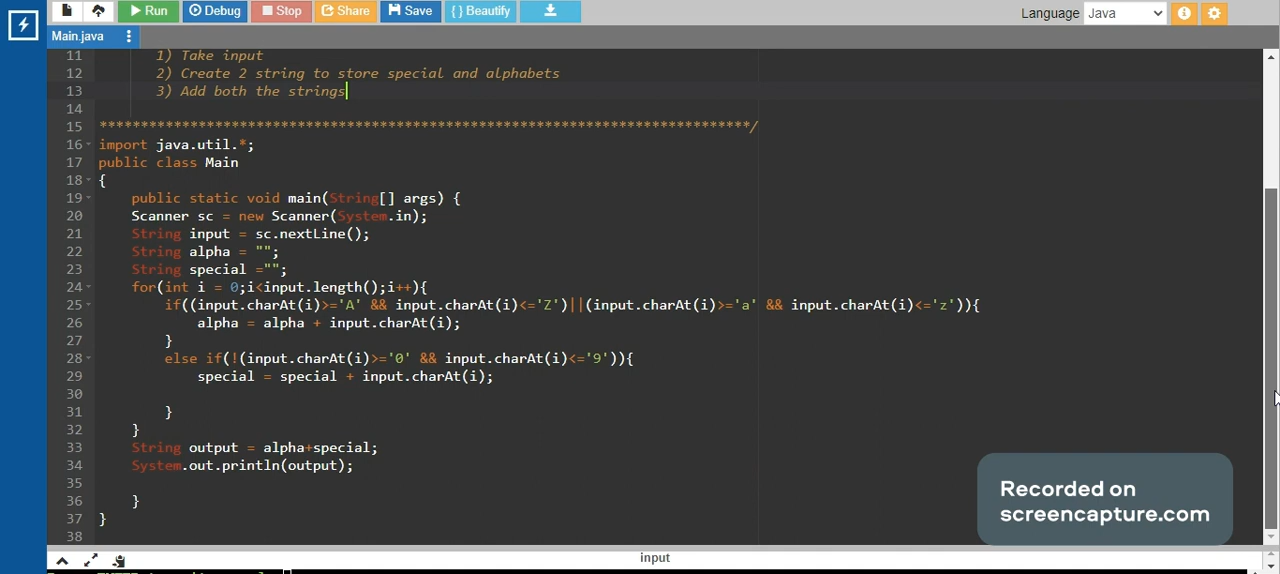 Run Debug Stop Share Save { } Beautify Language Java
Main.java
11 1) Take input
12 2) Create 2 string to store special and alphabets
13 3) Add both the strings
14
15 *******************************************************************************/
16 import java.util.*;
17 public class Main
18 {
19 public static void main(String[] args) {
20 Scanner sc = new Scanner(System.in);
21 String input = sc.nextLine();
22 String alpha = "";
23 String special ="";
24 for(int i = 0;i<input.length();i++){
25 if((input.charAt(i)>='A' && input.charAt(i)<='Z')||(input.charAt(i)>='a' && input.charAt(i)<='z')){
26 alpha = alpha + input.charAt(i);
27 }
28 else if(!(input.charAt(i)>='0' && input.charAt(i)<='9')){
29 special = special + input.charAt(i);
30
31 }
32 }
33 String output = alpha+special;
34 System.out.println(output);
35
36 }
37 }
38
Recorded on
screencapture.com
input